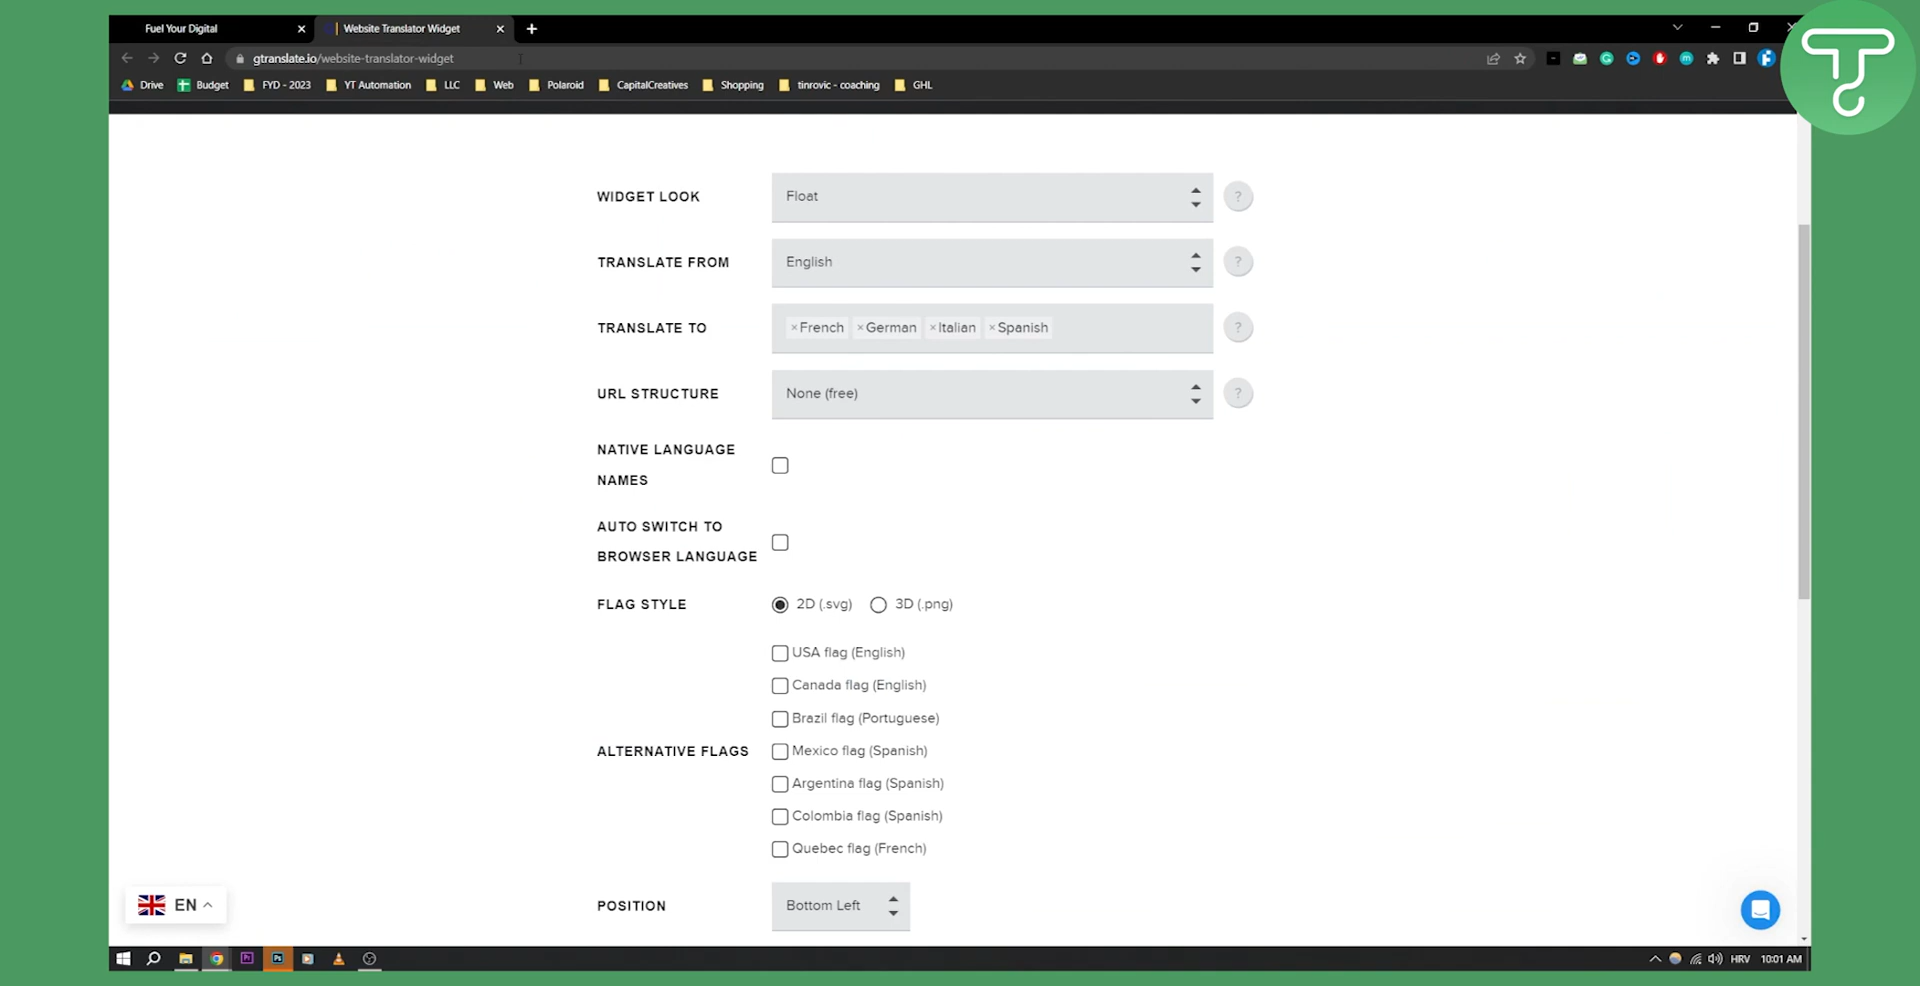 Fuel Your Digital
Website Translator Widget
gtranslate.io/website-translator-widget
Drive Budget FYD - 2023 YT Automation LLC Web Polaroid CapitalCreatives Shopping tinrovic - coaching GHL
WIDGET LOOK Float ?
TRANSLATE FROM English ?
TRANSLATE TO ×French ×German ×Italian ×Spanish ?
URL STRUCTURE None (free) ?
NATIVE LANGUAGE
NAMES
AUTO SWITCH TO
BROWSER LANGUAGE
FLAG STYLE 2D (.svg) 3D (.png)
USA flag (English)
Canada flag (English)
Brazil flag (Portuguese)
ALTERNATIVE FLAGS Mexico flag (Spanish)
Argentina flag (Spanish)
Colombia flag (Spanish)
Quebec flag (French)
EN
POSITION Bottom Left
HRV 10:01 AM